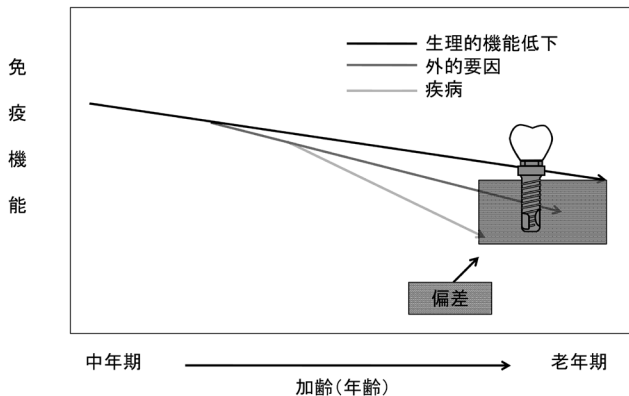 免疫機能
生理的機能低下
外的要因
疾病
偏差
中年期
老年期
加齢(年齢)